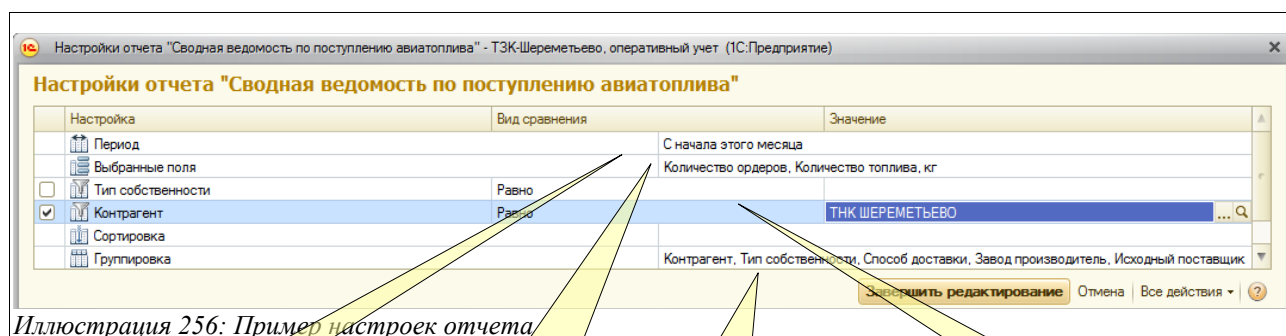 Настройки отчета "Сводная ведомость по поступлению авиатоплива" - ТЗК-Шереметьево, оперативный учет (1С:Предприятие)
Настройки отчета "Сводная ведомость по поступлению авиатоплива"
Настройка Вид сравнения Значение
Период С начала этого месяца
Выбранные поля Количество ордеров, Количество топлива, кг
Тип собственности Равно
Контрагент Равно ТНК ШЕРЕМЕТЬЕВО ...
Сортировка
Группировка Контрагент, Тип собственности, Способ доставки, Завод производитель, Исходный поставщик
Завершить редактирование Отмена Все действия ?
Иллюстрация 256: Пример настроек отчета